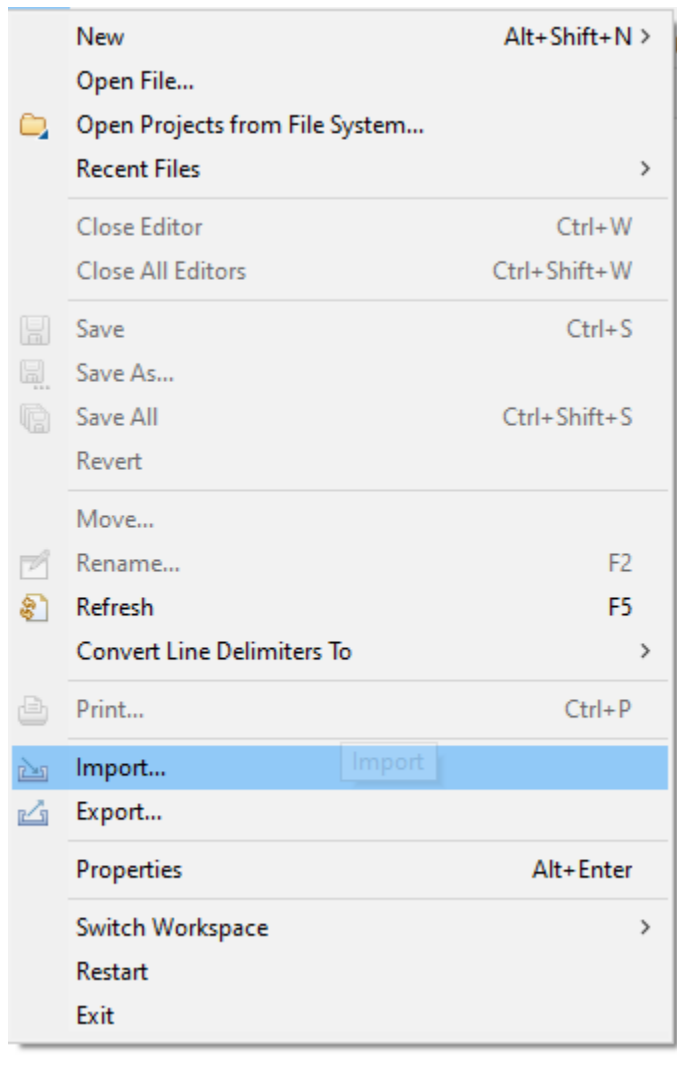 New Alt+Shift+N >
Open File...
Open Projects from File System...
Recent Files >
Close Editor Ctrl+W
Close All Editors Ctrl+Shift+W
Save Ctrl+S
Save As...
Save All Ctrl+Shift+S
Revert
Move...
Rename... F2
Refresh F5
Convert Line Delimiters To >
Print... Ctrl+P
Import... Import
Export...
Properties Alt+Enter
Switch Workspace >
Restart
Exit